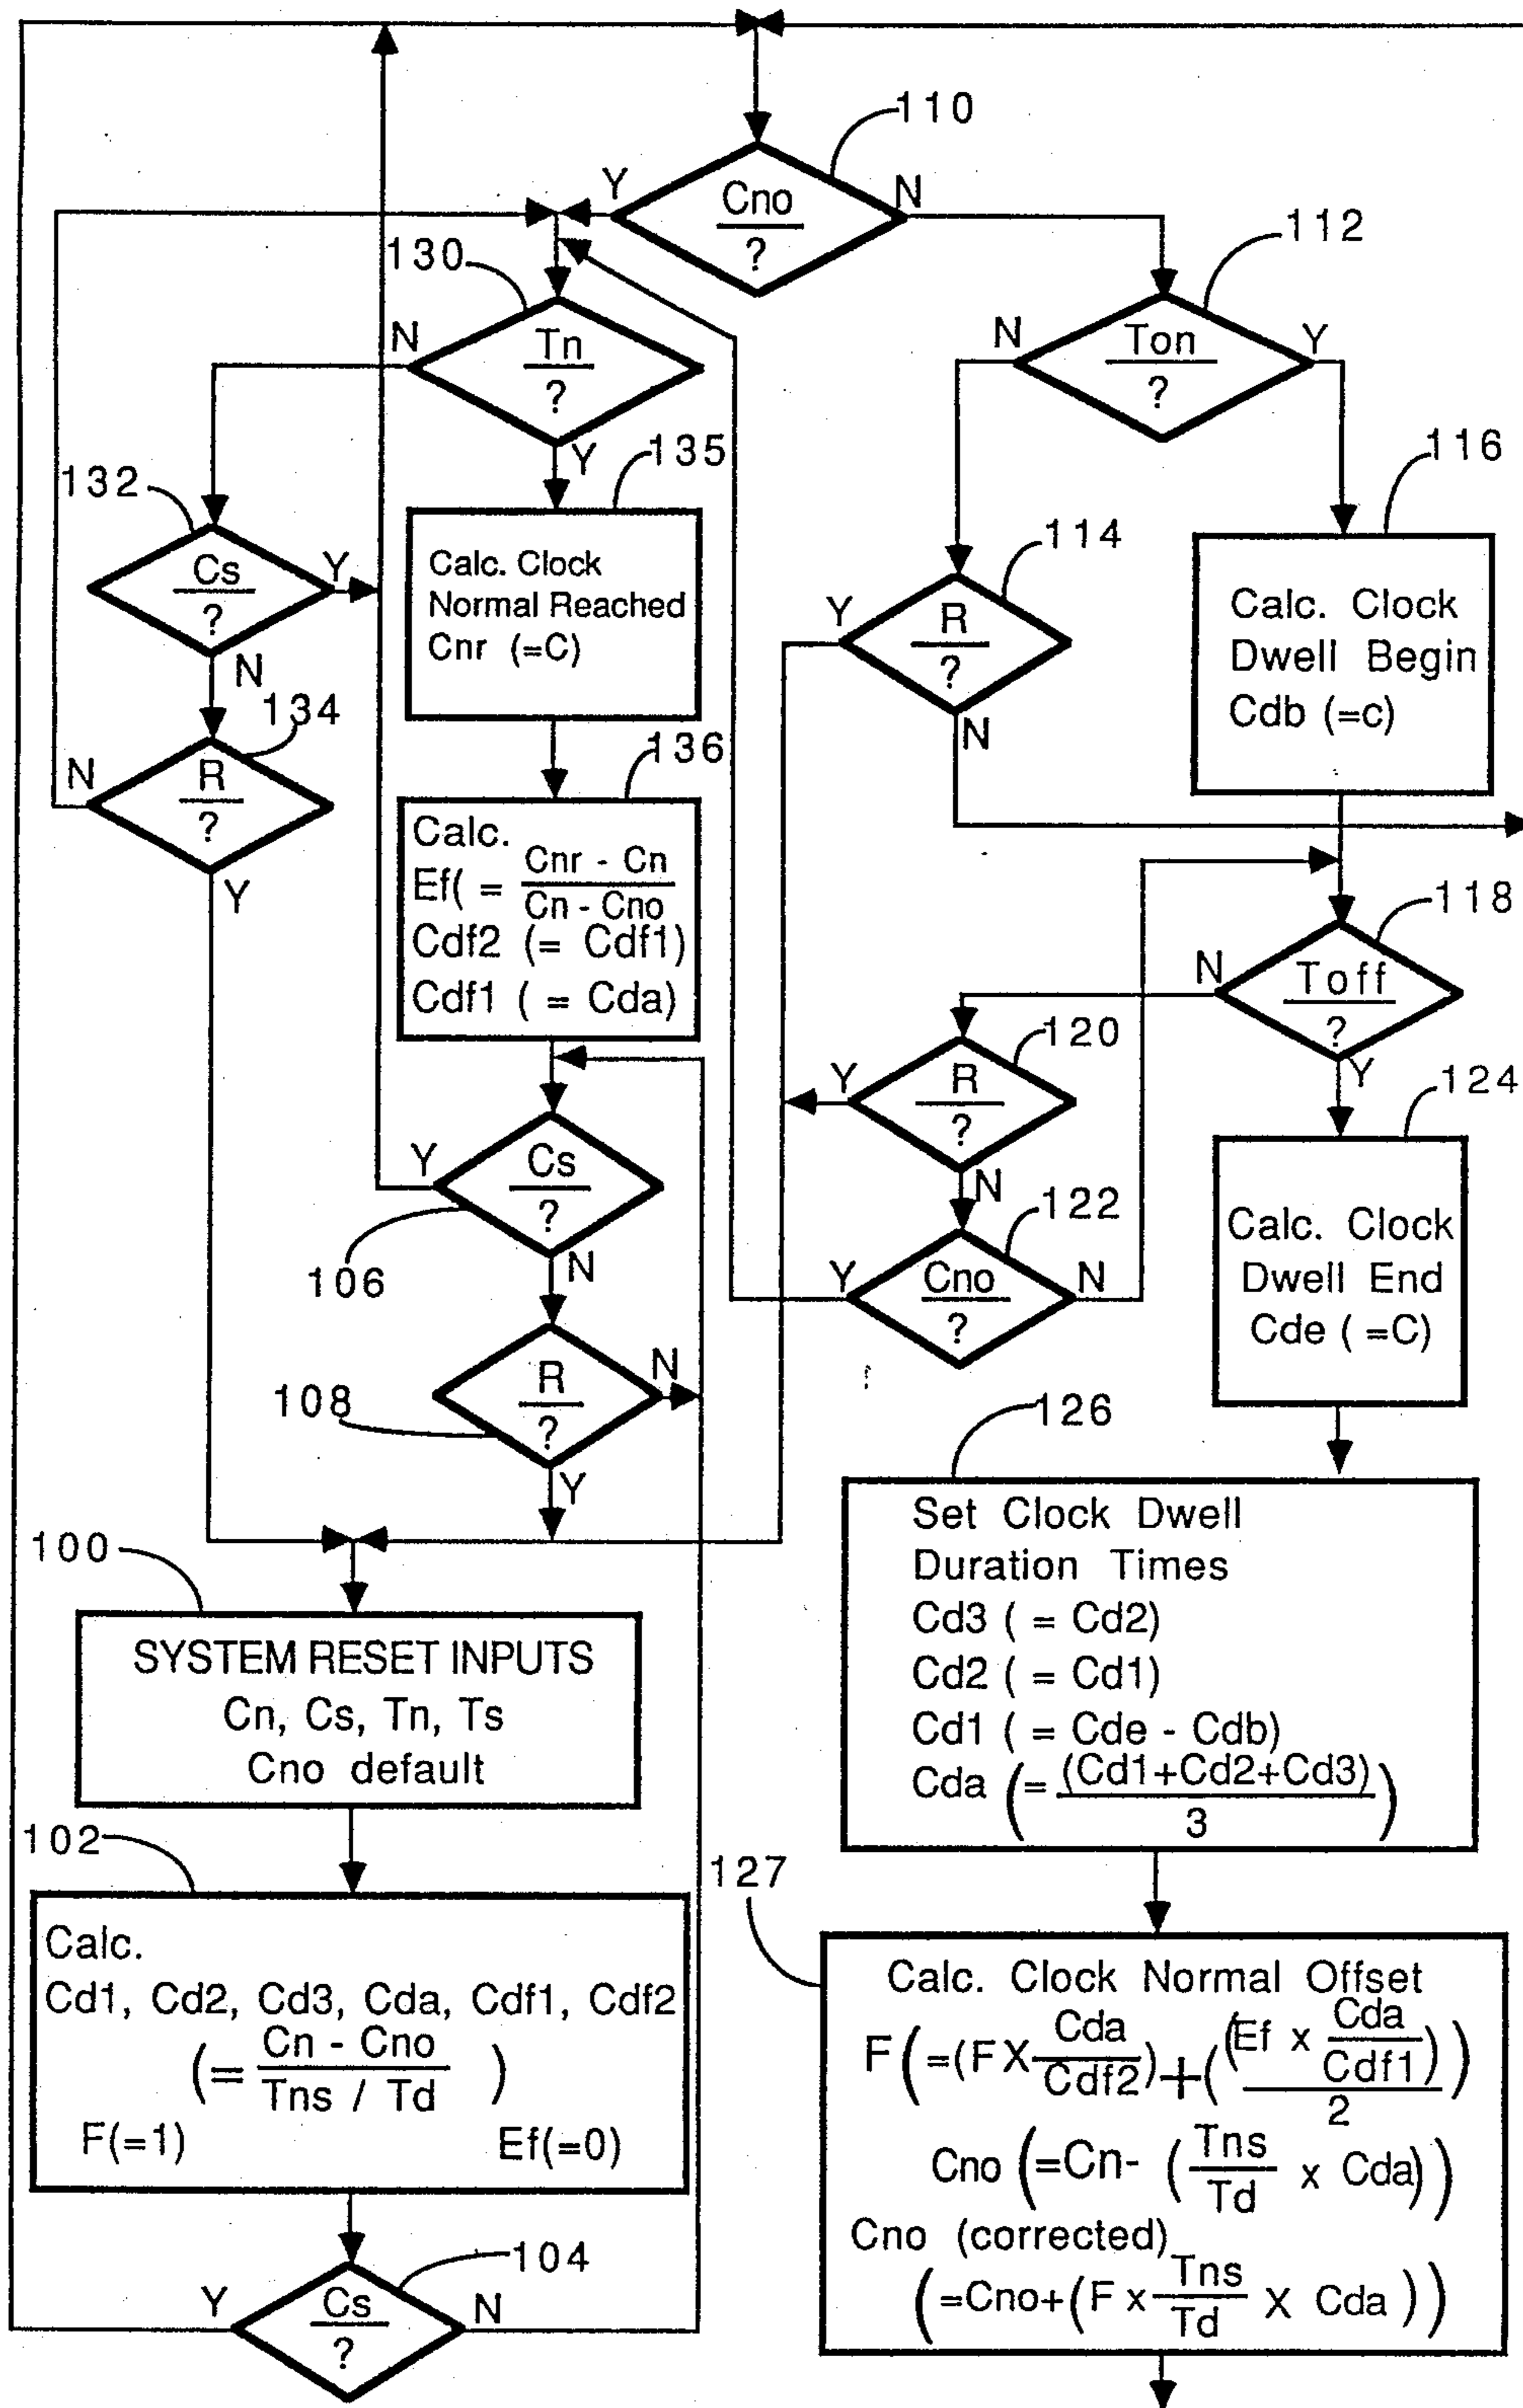 110
Y
Cno
?
N
112
130
N
Tn
?
Y
N
Ton
?
Y
132
Cs
?
Y
N
135
Calc. Clock
Normal Reached
Cnr (=C)
114
Y
R
?
N
116
Calc. Clock
Dwell Begin
Cdb (=c)
134
N
R
?
Y
136
Calc.
Ef( = Cnr - Cn
Cn - Cno
Cdf2 (= Cdf1)
Cdf1 ( = Cda)
118
N
Toff
?
Y
120
Y
R
?
N
124
Calc. Clock
Dwell End
Cde ( =C)
Y
Cs
?
N
106
122
Y
Cno
?
N
108
R
?
N
Y
126
Set Clock Dwell
Duration Times
Cd3 ( = Cd2)
Cd2 ( = Cd1)
Cd1 ( = Cde - Cdb)
Cda (= (Cd1+Cd2+Cd3)
3 )
100
SYSTEM RESET INPUTS
Cn, Cs, Tn, Ts
Cno default
102
Calc.
Cd1, Cd2, Cd3, Cda, Cdf1, Cdf2
(= Cn - Cno
Tns / Td )
F(=1) Ef(=0)
127
Calc. Clock Normal Offset
F (=(F X Cda
Cdf2)+((Ef x Cda
Cdf1)
2 ))
Cno (=Cn- (Tns
Td x Cda))
Cno (corrected)
(=Cno+(F x Tns
Td X Cda ))
104
Y
Cs
?
N